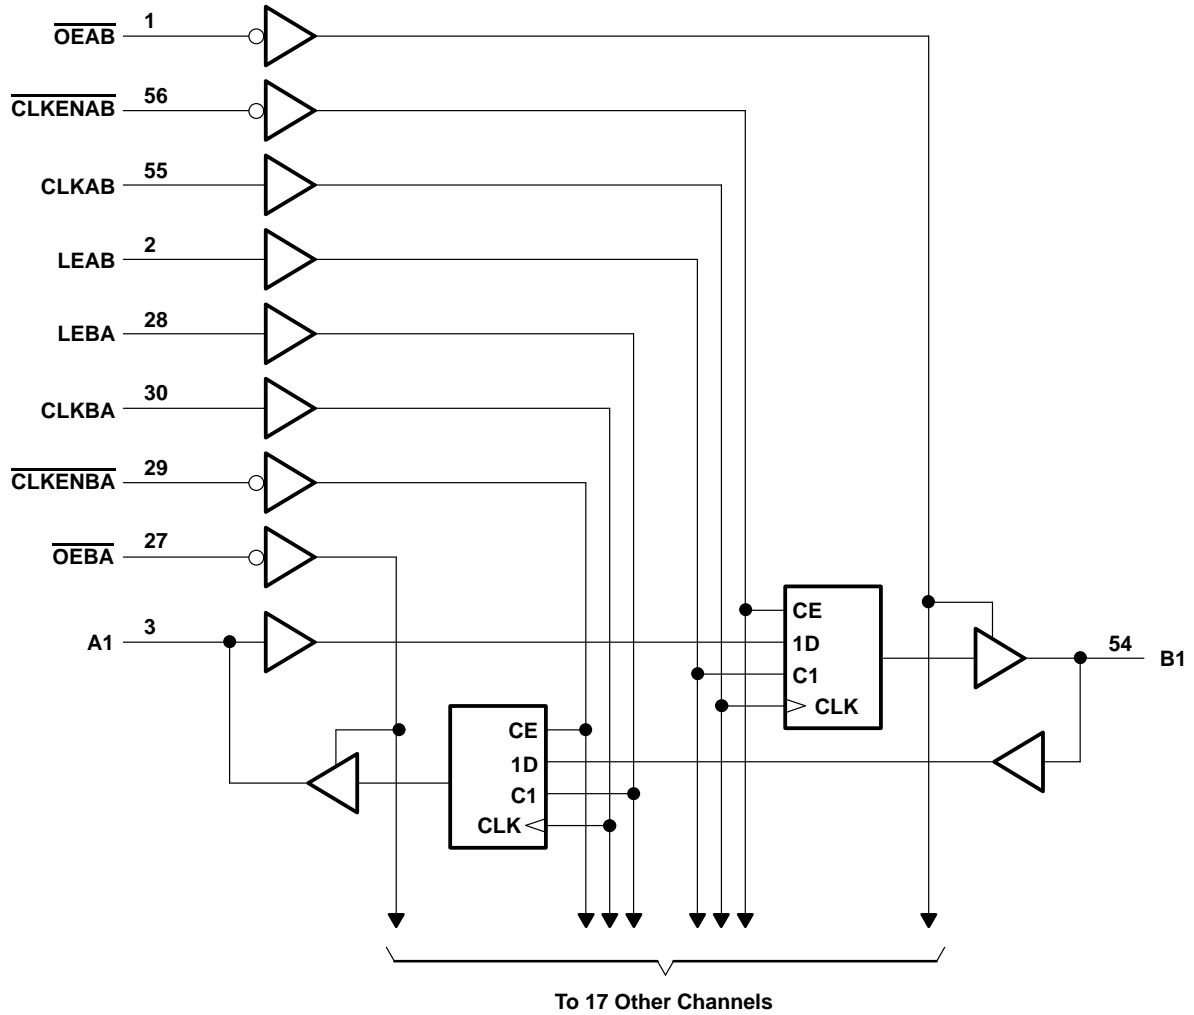 OEAB 1
CLKENAB 56
CLKAB 55
LEAB 2
LEBA 28
CLKBA 30
CLKENBA 29
OEBA 27
A1 3
CE
1D
C1
CLK
54 B1
CE
1D
C1
CLK
To 17 Other Channels